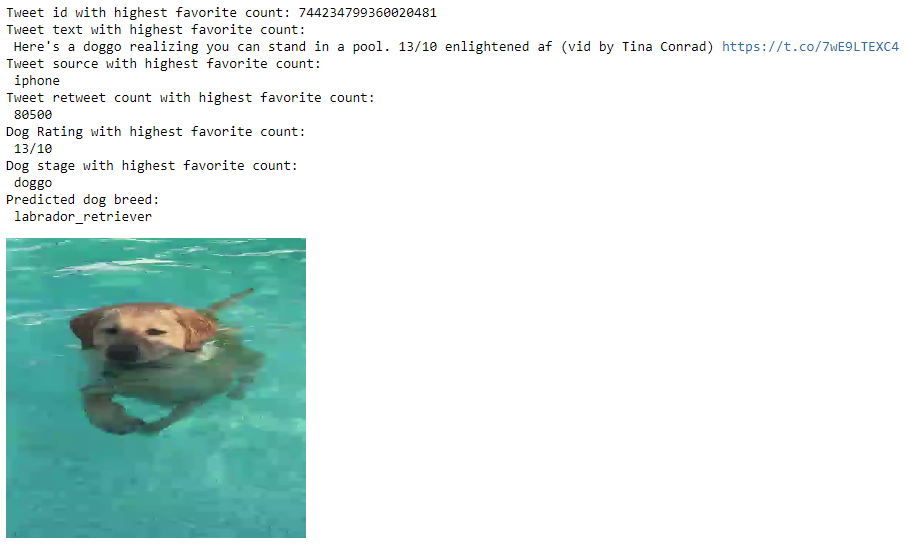 Tweet id with highest favorite count: 744234799360020481
Tweet text with highest favorite count:
Here's a doggo realizing you can stand in a pool. 13/10 enlightened af (vid by Tina Conrad) https://t.co/7wE9LTEXC4
Tweet source with highest favorite count:
iphone
Tweet retweet count with highest favorite count:
80500
Dog Rating with highest favorite count:
13/10
Dog stage with highest favorite count:
doggo
Predicted dog breed:
labrador_retriever